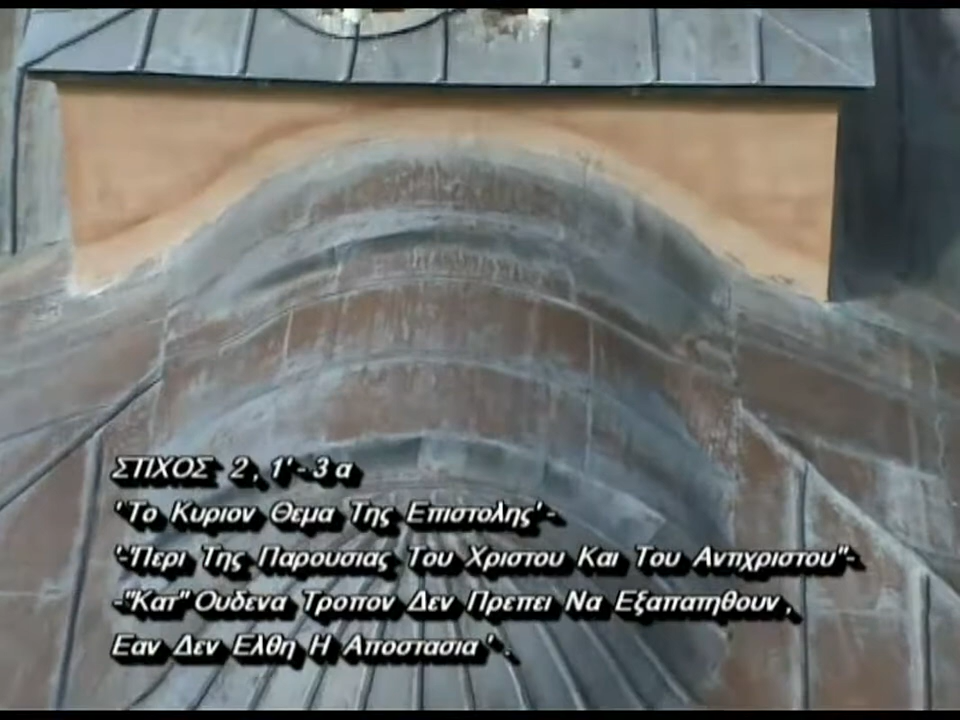 ΣΤΙΧΟΣ 2, 1'-3α
'Το Κυριον Θεμα Της Επιστολης'-
'-'Περι Της Παρουσιας Του Χριστου Και Του Αντιχριστου"-
-"Κατ" Ουδενα Τροπον Δεν Πρεπει Να Εξαπατηθουν,
Εαν Δεν Ελθη Η Αποστασια'.